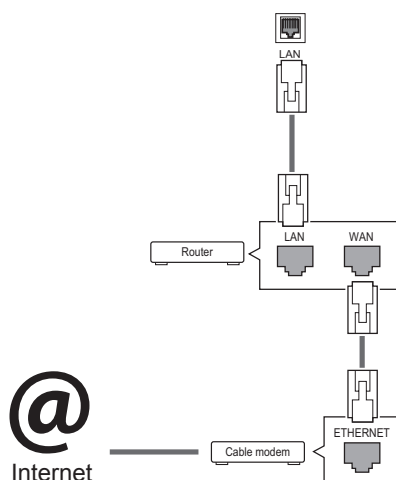 LAN
LAN WAN
Router
ETHERNET
@
Cable modem
Internet